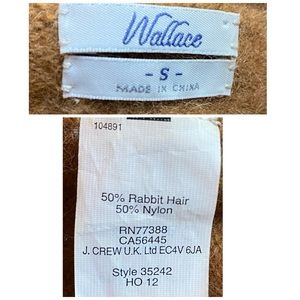 Wallace
- S -
MADE IN CHINA
104891
50% Rabbit Hair
50% Nylon
RN77388
CA56445
J. CREW U.K. Ltd EC4V 6JA
Style 35242
HO 12